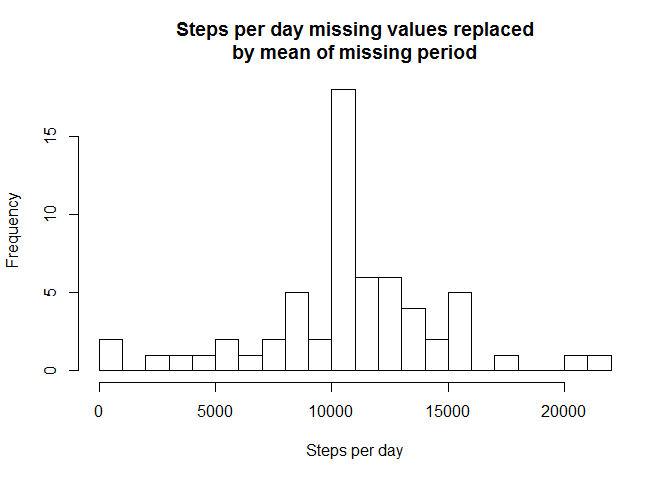 Steps per day missing values replaced
by mean of missing period
Frequency
15
10
5
0
0 5000 10000 15000 20000
Steps per day